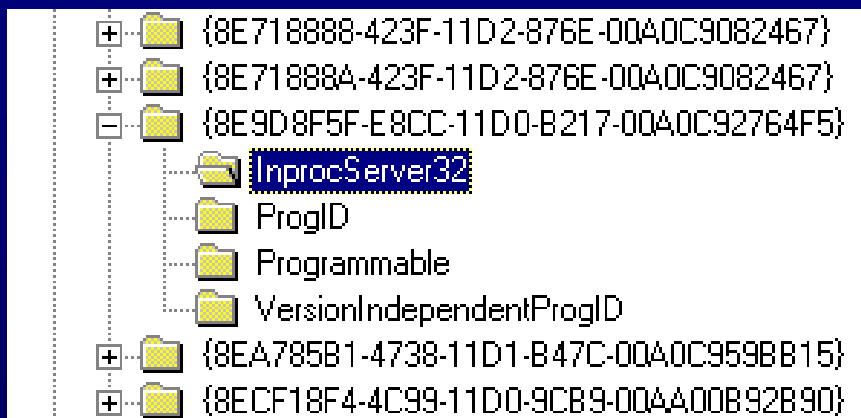 {8E718888-423F-11D2-876E-00A0C9082467}
{8E71888A-423F-11D2-876E-00A0C9082467}
{8E9D8F5F-E8CC-11D0-B217-00A0C92764F5}
InprocServer32
ProgID
Programmable
VersionIndependentProgID
{8EA785B1-4738-11D1-B47C-00A0C959BB15}
{8ECF18F4-4C99-11D0-9CB9-00AA00B92B90}